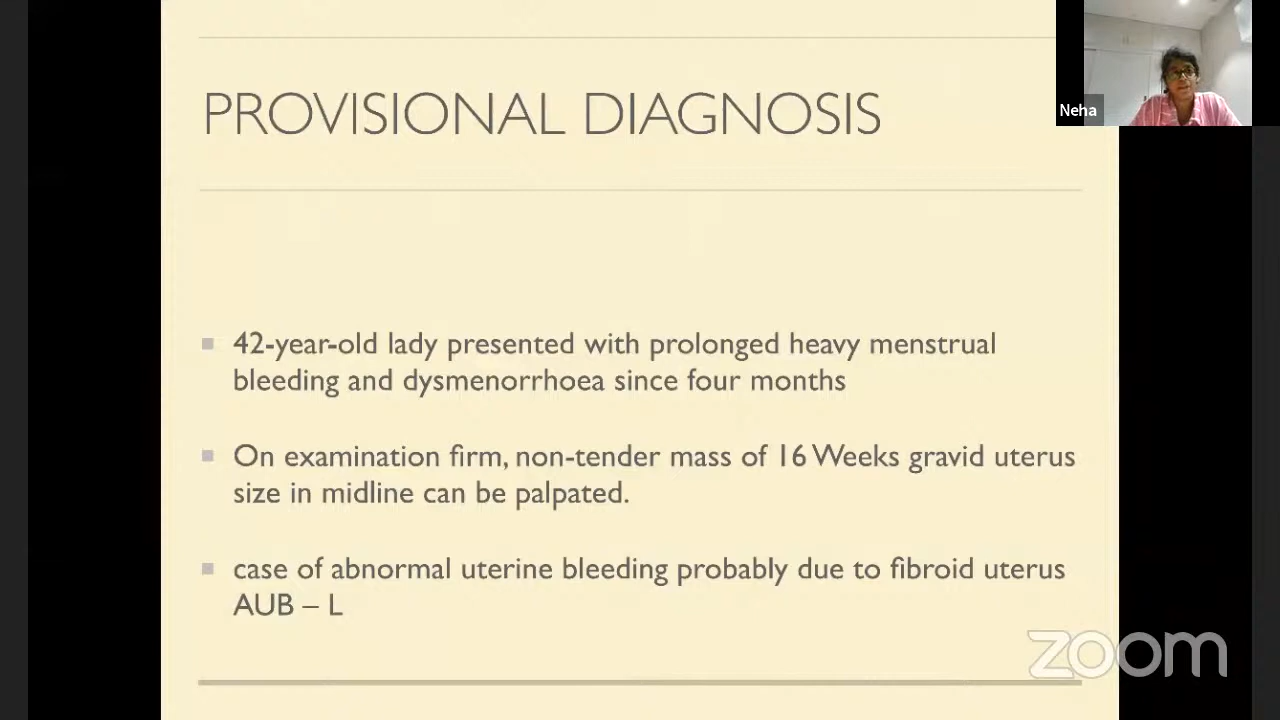 PROVISIONAL DIAGNOSIS
Neha
42-year-old lady presented with prolonged heavy menstrual
bleeding and dysmenorrhoea since four months
On examination firm, non-tender mass of 16 Weeks gravid uterus
size in midline can be palpated.
case of abnormal uterine bleeding probably due to fibroid uterus
AUB – L
zoom